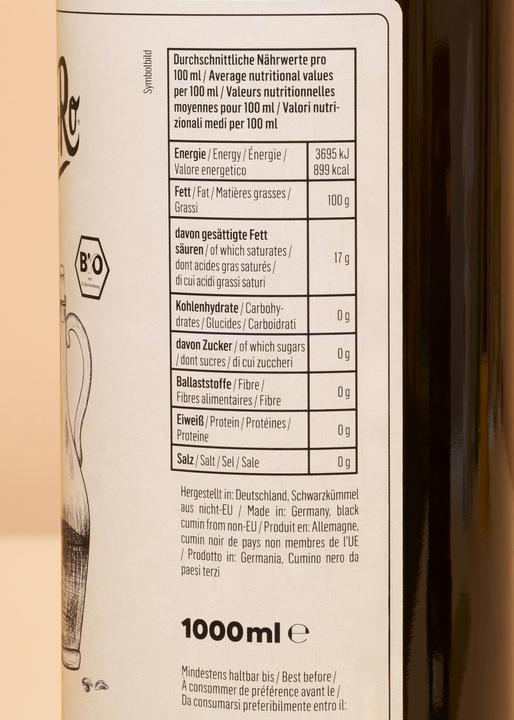 Ro
BIO
Symbolbild
Durchschnittliche Nährwerte pro
100 ml / Average nutritional values
per 100 ml / Valeurs nutritionnelles
moyennes pour 100 ml / Valori nutri-
zionali medi per 100 ml
Energie / Energy / Énergie /
Valore energetico
3695 kJ
899 kcal
Fett / Fat / Matières grasses /
Grassi
100 g
davon gesättigte Fett
säuren / of which saturates /
dont acides gras saturés /
di cui acidi grassi saturi
17 g
Kohlenhydrate / Carbohy-
drates / Glucides / Carboidrati
0 g
davon Zucker / of which sugars
/ dont sucres / di cui zuccheri
0 g
Ballaststoffe / Fibre /
Fibres alimentaires / Fibre
0 g
Eiweiß / Protein / Protéines /
Proteine
0 g
Salz / Salt / Sel / Sale
0 g
Hergestellt in: Deutschland, Schwarzkümmel
aus nicht-EU / Made in: Germany, black
cumin from non-EU / Produit en: Allemagne,
cumin noir de pays non membres de l'UE
/ Prodotto in: Germania, Cumino nero da
paesi terzi
1000 ml e
Mindestens haltbar bis / Best before /
À consommer de préférence avant le /
Da consumarsi preferibilmente entro il: